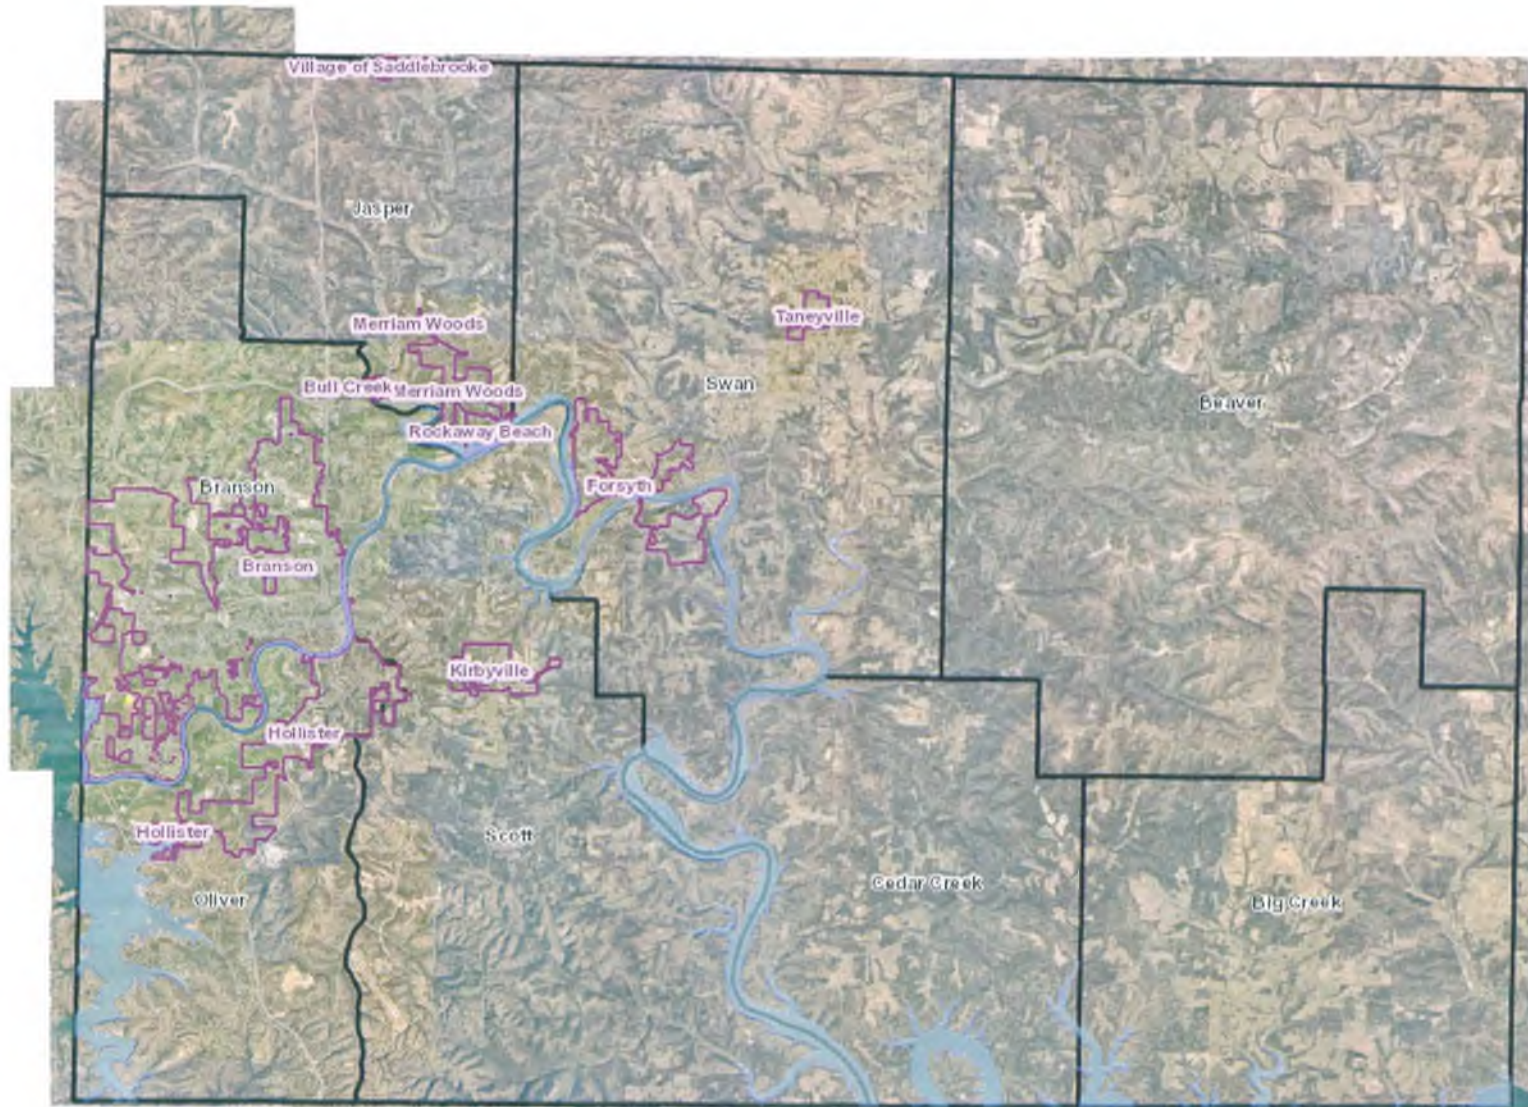 Village of Saddlebrooke
Jasper
Merriam Woods
Taneyville
Bull Creek
Merriam Woods
Swan
Beaver
Rockaway Beach
Branson
Forsyth
Branson
Kirbyville
Hollister
Hollister
Scott
Oliver
Cedar Creek
Big Creek